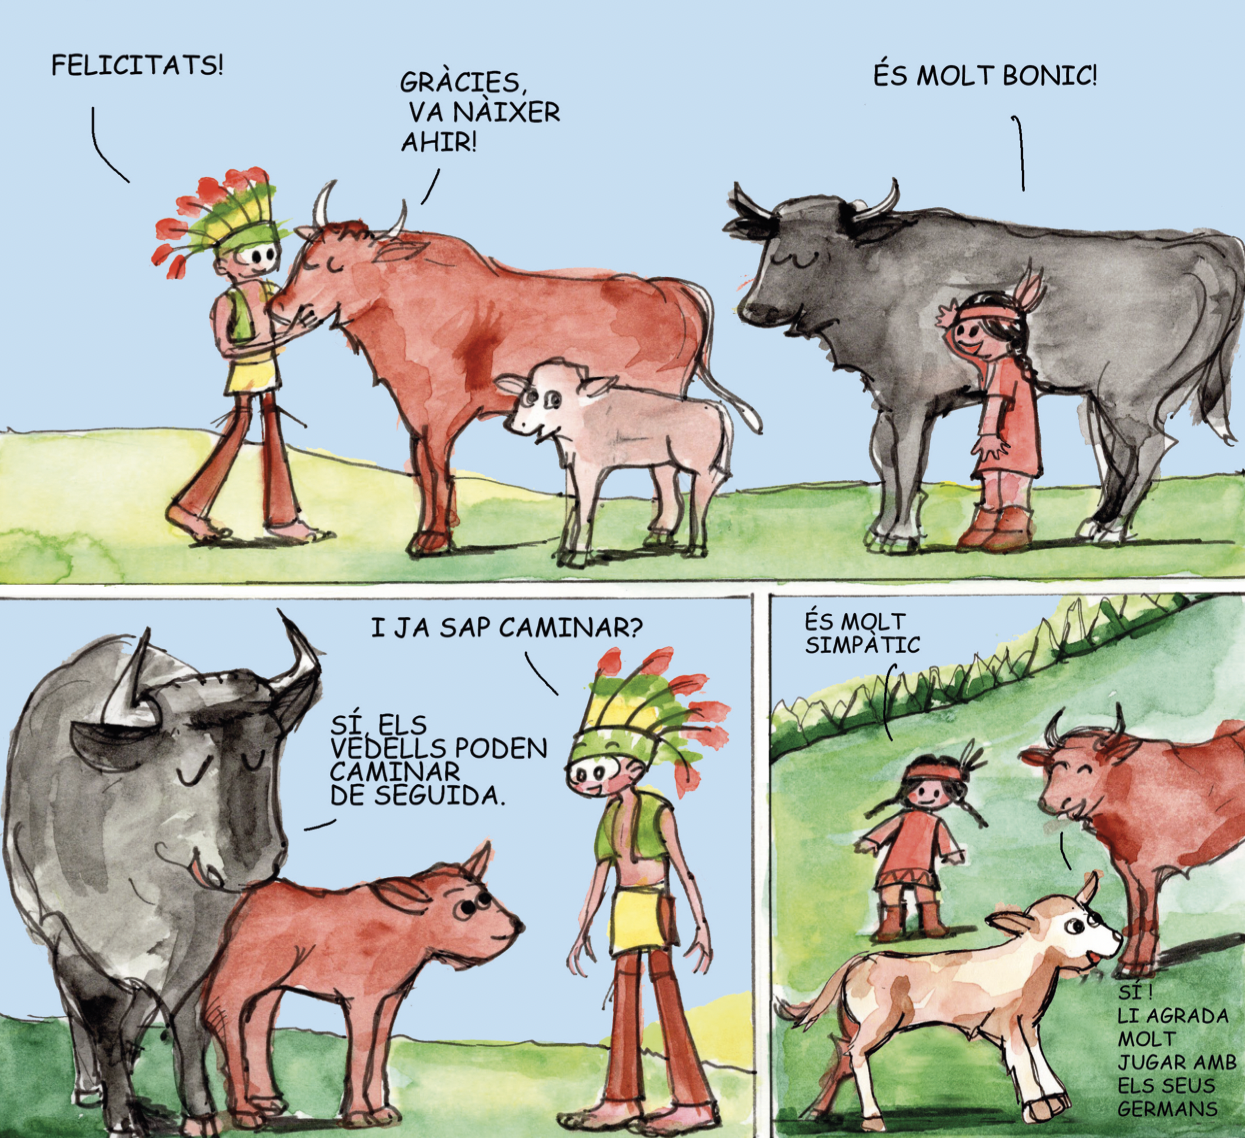 FELICITATS!
GRÀCIES,
VA NÀIXER
AHIR!
ÉS MOLT BONIC!
I JA SAP CAMINAR?
SÍ, ELS
VEDELLS PODEN
CAMINAR
DE SEGUIDA.
ÉS MOLT
SIMPÀTIC
SÍ !
LI AGRADA
MOLT
JUGAR AMB
ELS SEUS
GERMANS